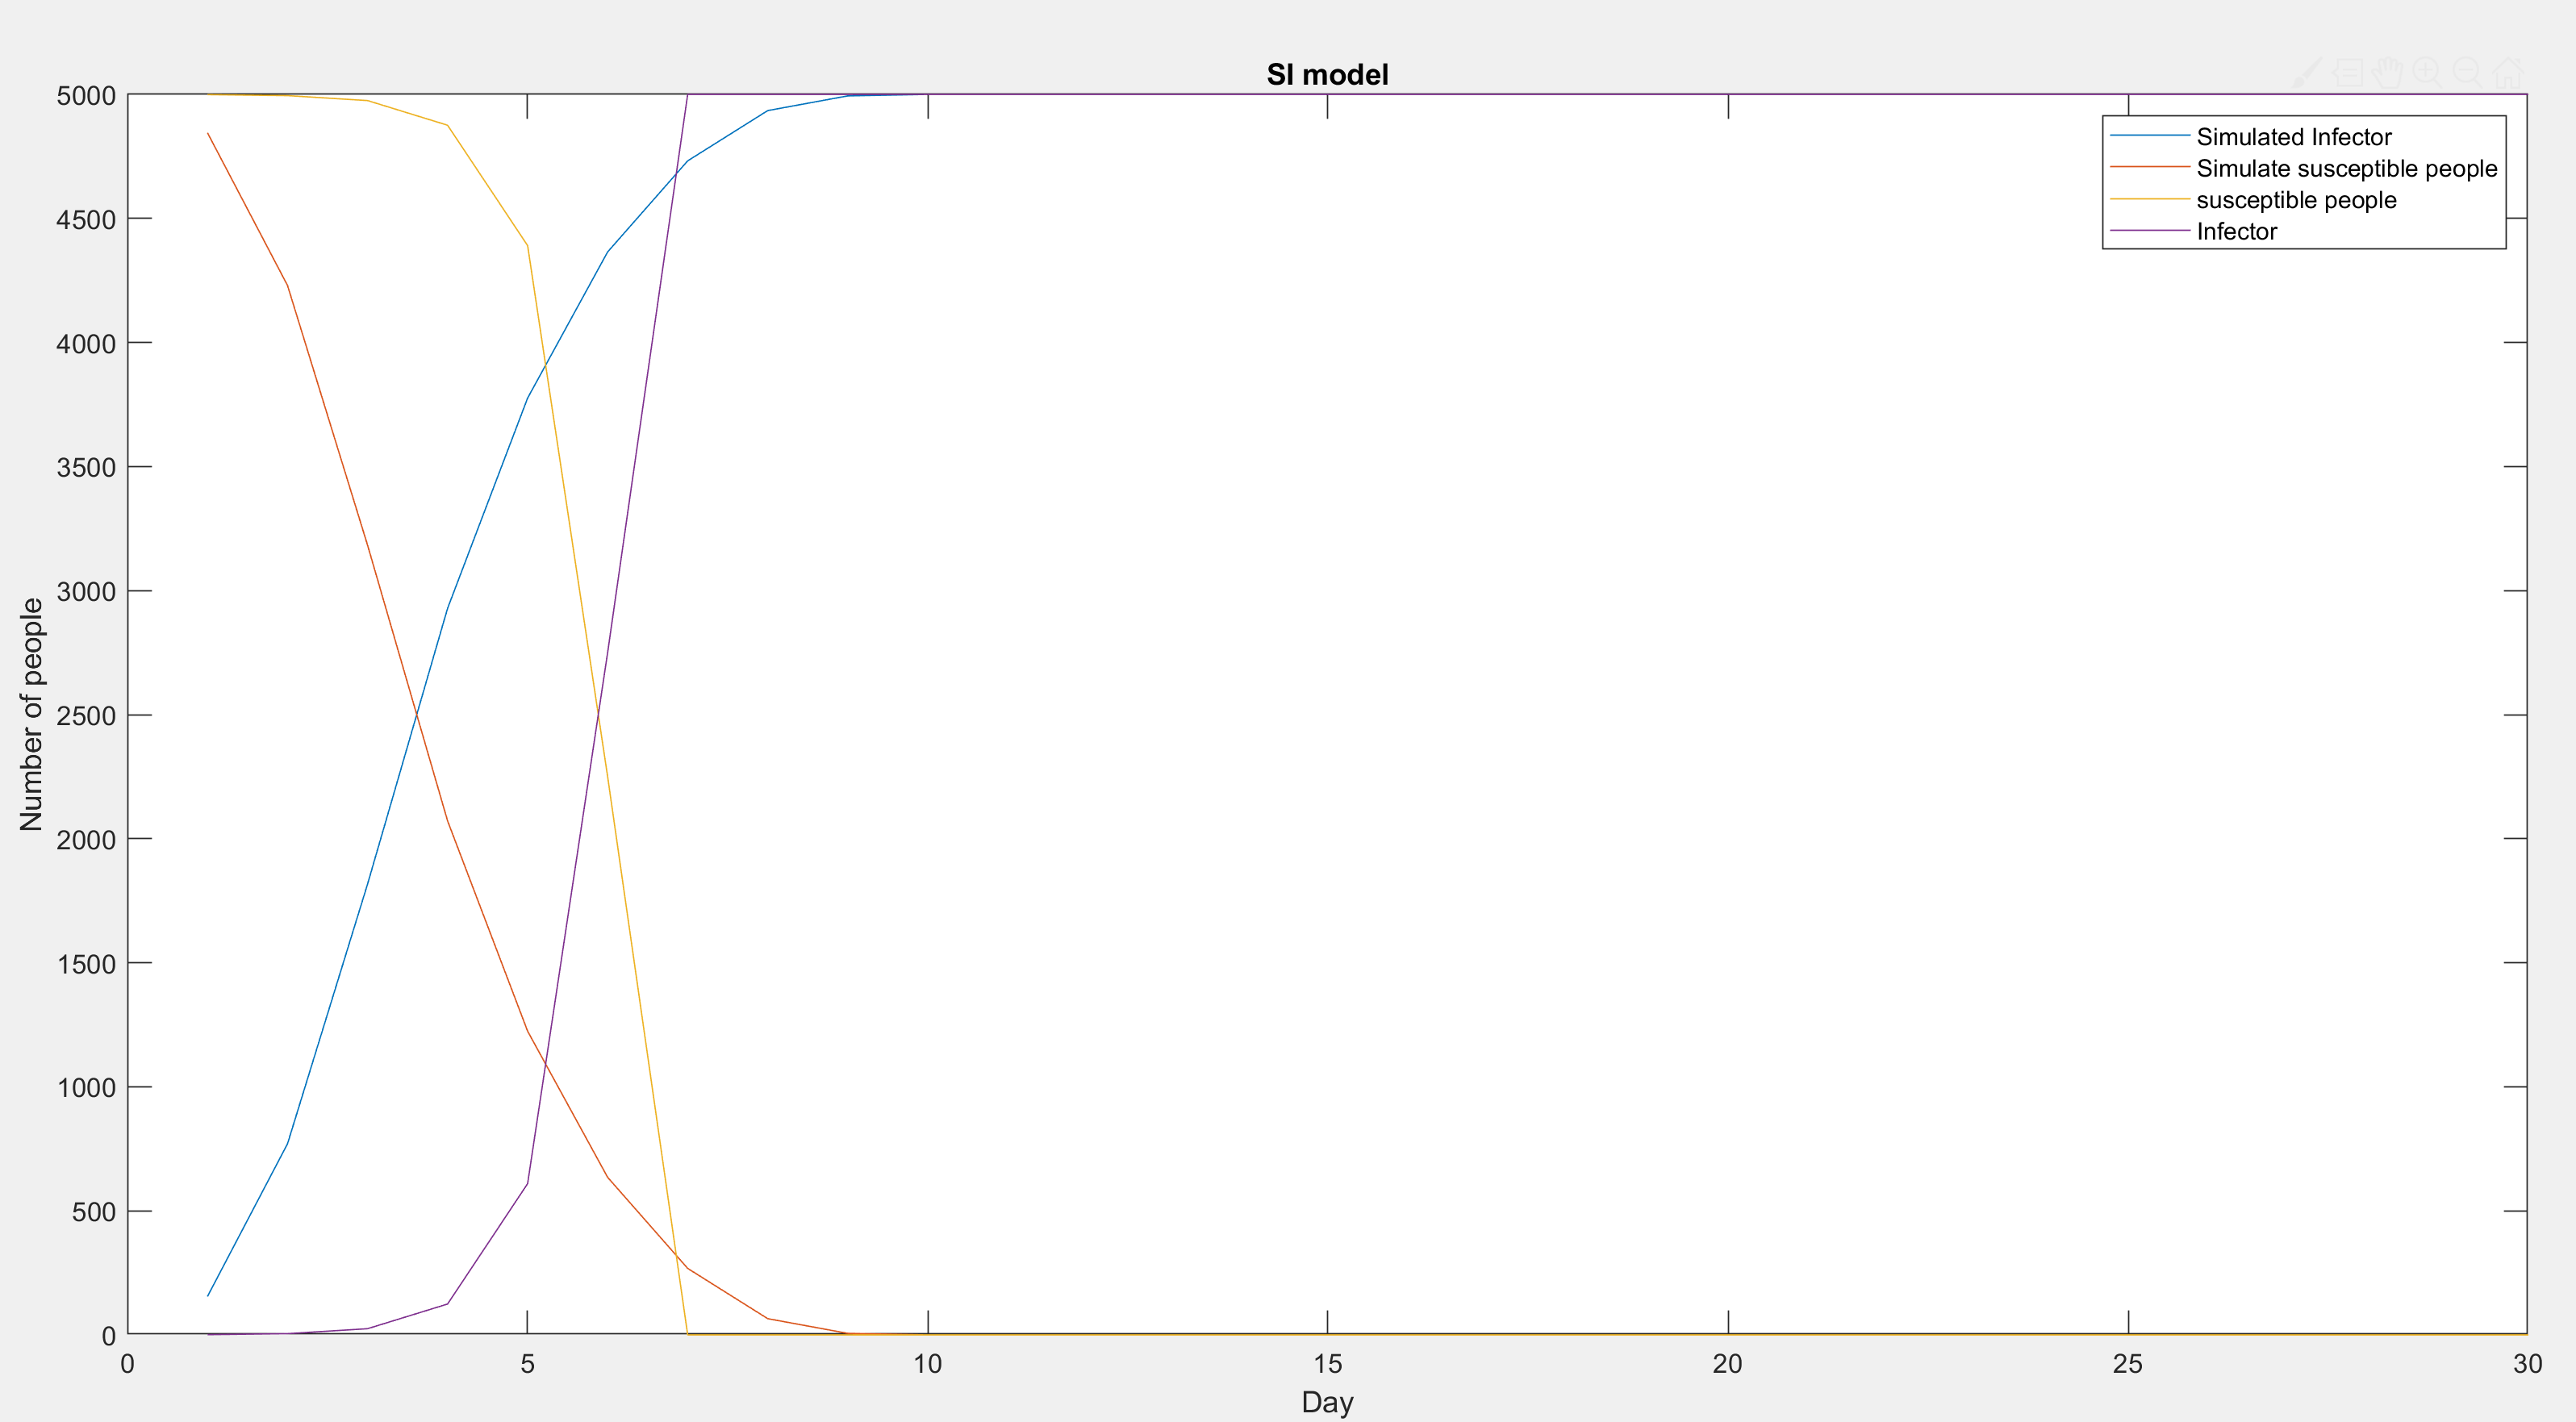 SI model
5000
4500
4000
3500
3000
2500
2000
1500
1000
500
0
Number of people
Simulated Infector
Simulate susceptible people
susceptible people
Infector
0 5 10 15 20 25 30
Day